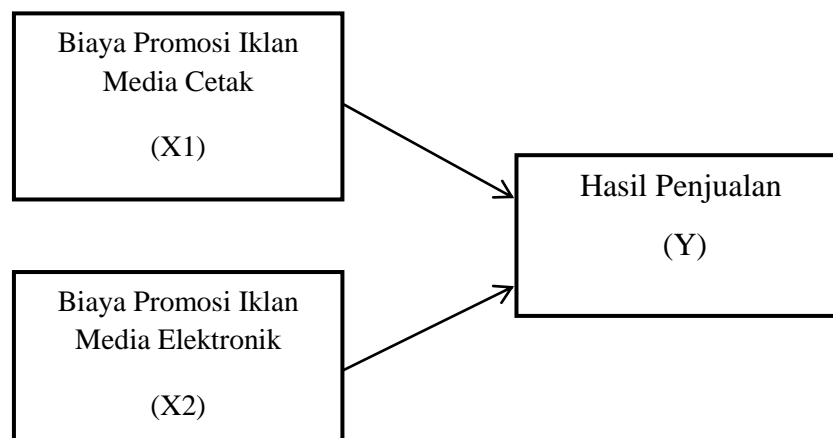 Biaya Promosi Iklan
Media Cetak
(X1)
Hasil Penjualan
(Y)
Biaya Promosi Iklan
Media Elektronik
(X2)